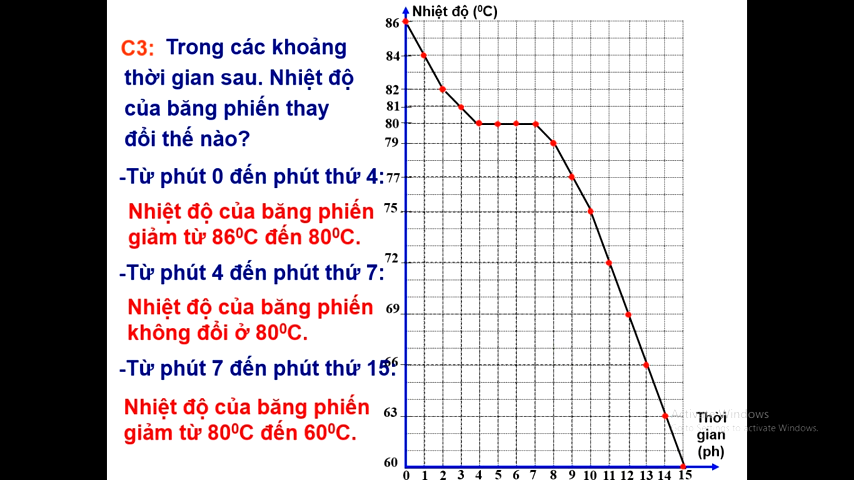 C3: Trong các khoảng
thời gian sau. Nhiệt độ
của băng phiến thay
đổi thế nào?
-Từ phút 0 đến phút thứ 4:
Nhiệt độ của băng phiến
giảm từ 86⁰C đến 80⁰C.
-Từ phút 4 đến phút thứ 7:
Nhiệt độ của băng phiến
không đổi ở 80⁰C.
-Từ phút 7 đến phút thứ 15:
Nhiệt độ của băng phiến
giảm từ 80⁰C đến 60⁰C.
Nhiệt độ (⁰C)
86
84
82
81
80
79
77
75
72
69
66
63
60
0 1 2 3 4 5 6 7 8 9 10 11 12 13 14 15
Thời
gian
(ph)
Activate Windows
to activate Windows.